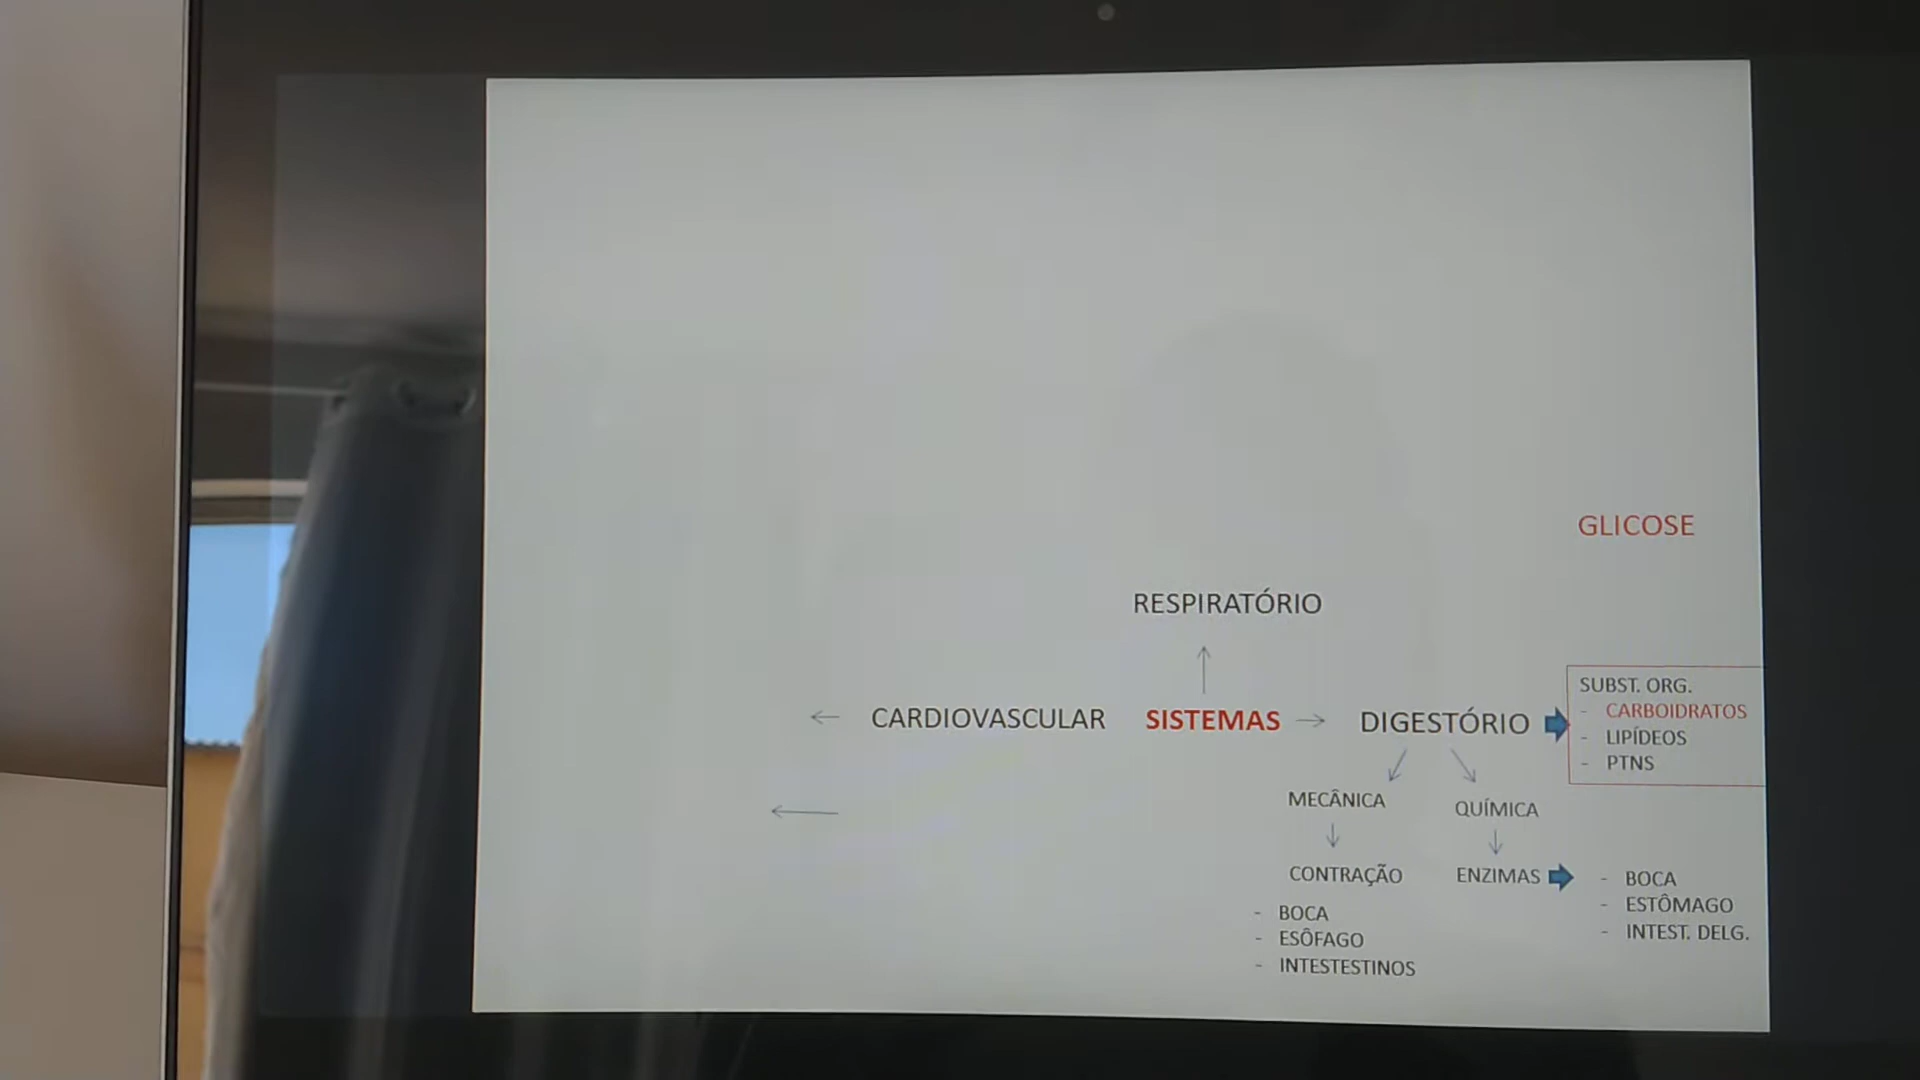 GLICOSE
RESPIRATÓRIO
CARDIOVASCULAR SISTEMAS DIGESTÓRIO
SUBST. ORG.
- CARBOIDRATOS
- LIPÍDEOS
- PTNS
MECÂNICA
QUÍMICA
CONTRAÇÃO
- BOCA
- ESÔFAGO
- INTESTESTINOS
ENZIMAS
- BOCA
- ESTÔMAGO
- INTEST. DELG.